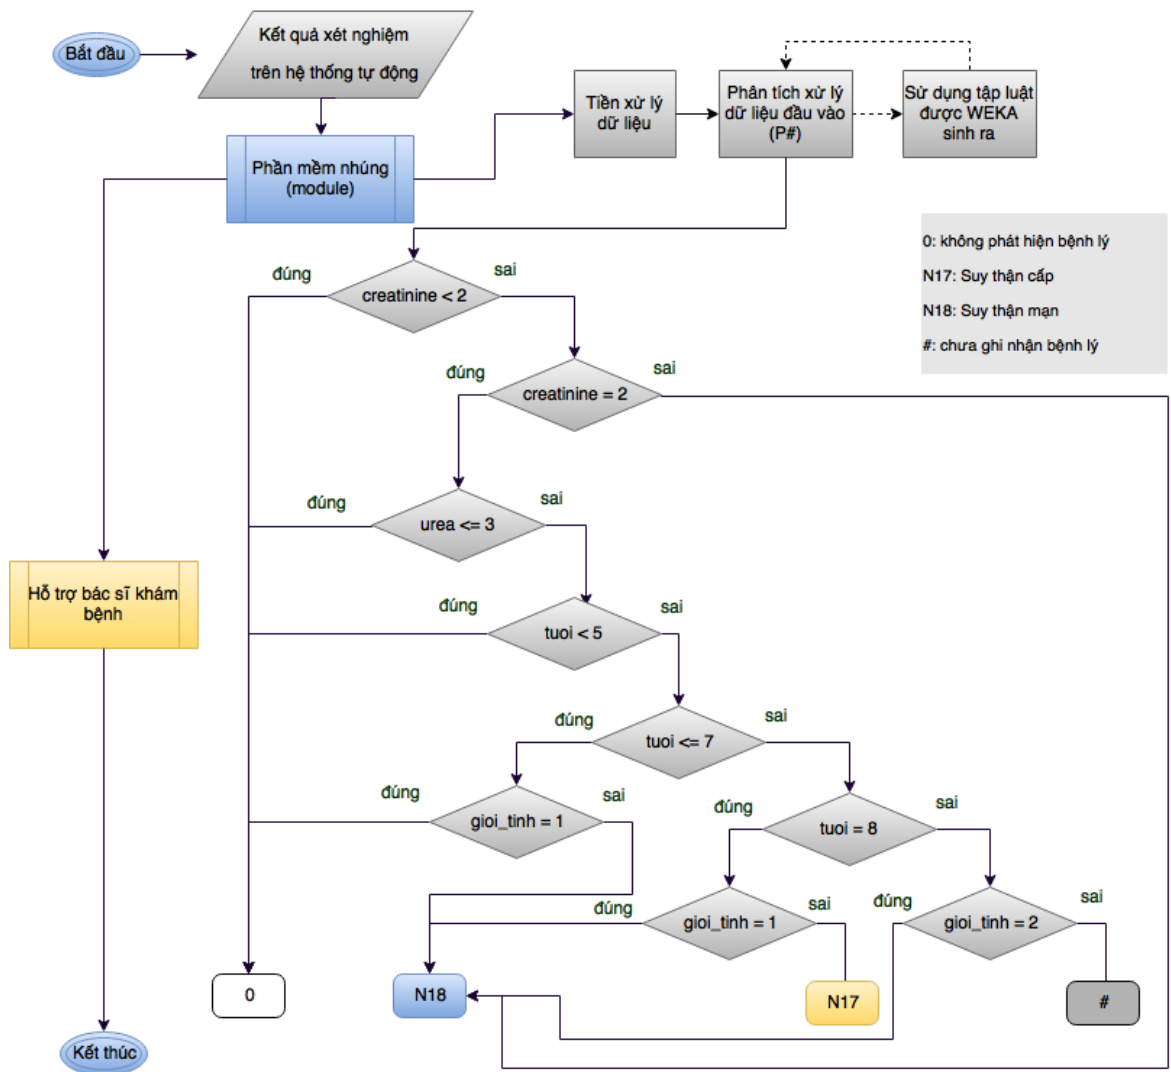 Bắt đầu
Kết quả xét nghiệm
trên hệ thống tự động
Tiền xử lý
dữ liệu
Phân tích xử lý
dữ liệu đầu vào
(P#)
Sử dụng tập luật
được WEKA
sinh ra
Phần mềm nhúng
(module)
0: không phát hiện bệnh lý
N17: Suy thận cấp
N18: Suy thận mạn
#: chưa ghi nhận bệnh lý
đúng
sai
creatinine < 2
đúng
sai
creatinine = 2
đúng
sai
urea <= 3
Hỗ trợ bác sĩ khám
bệnh
đúng
sai
tuoi < 5
đúng
sai
tuoi <= 7
đúng
sai
gioi_tinh = 1
đúng
sai
tuoi = 8
đúng
sai
gioi_tinh = 1
đúng
sai
gioi_tinh = 2
0
N18
N17
#
Kết thúc